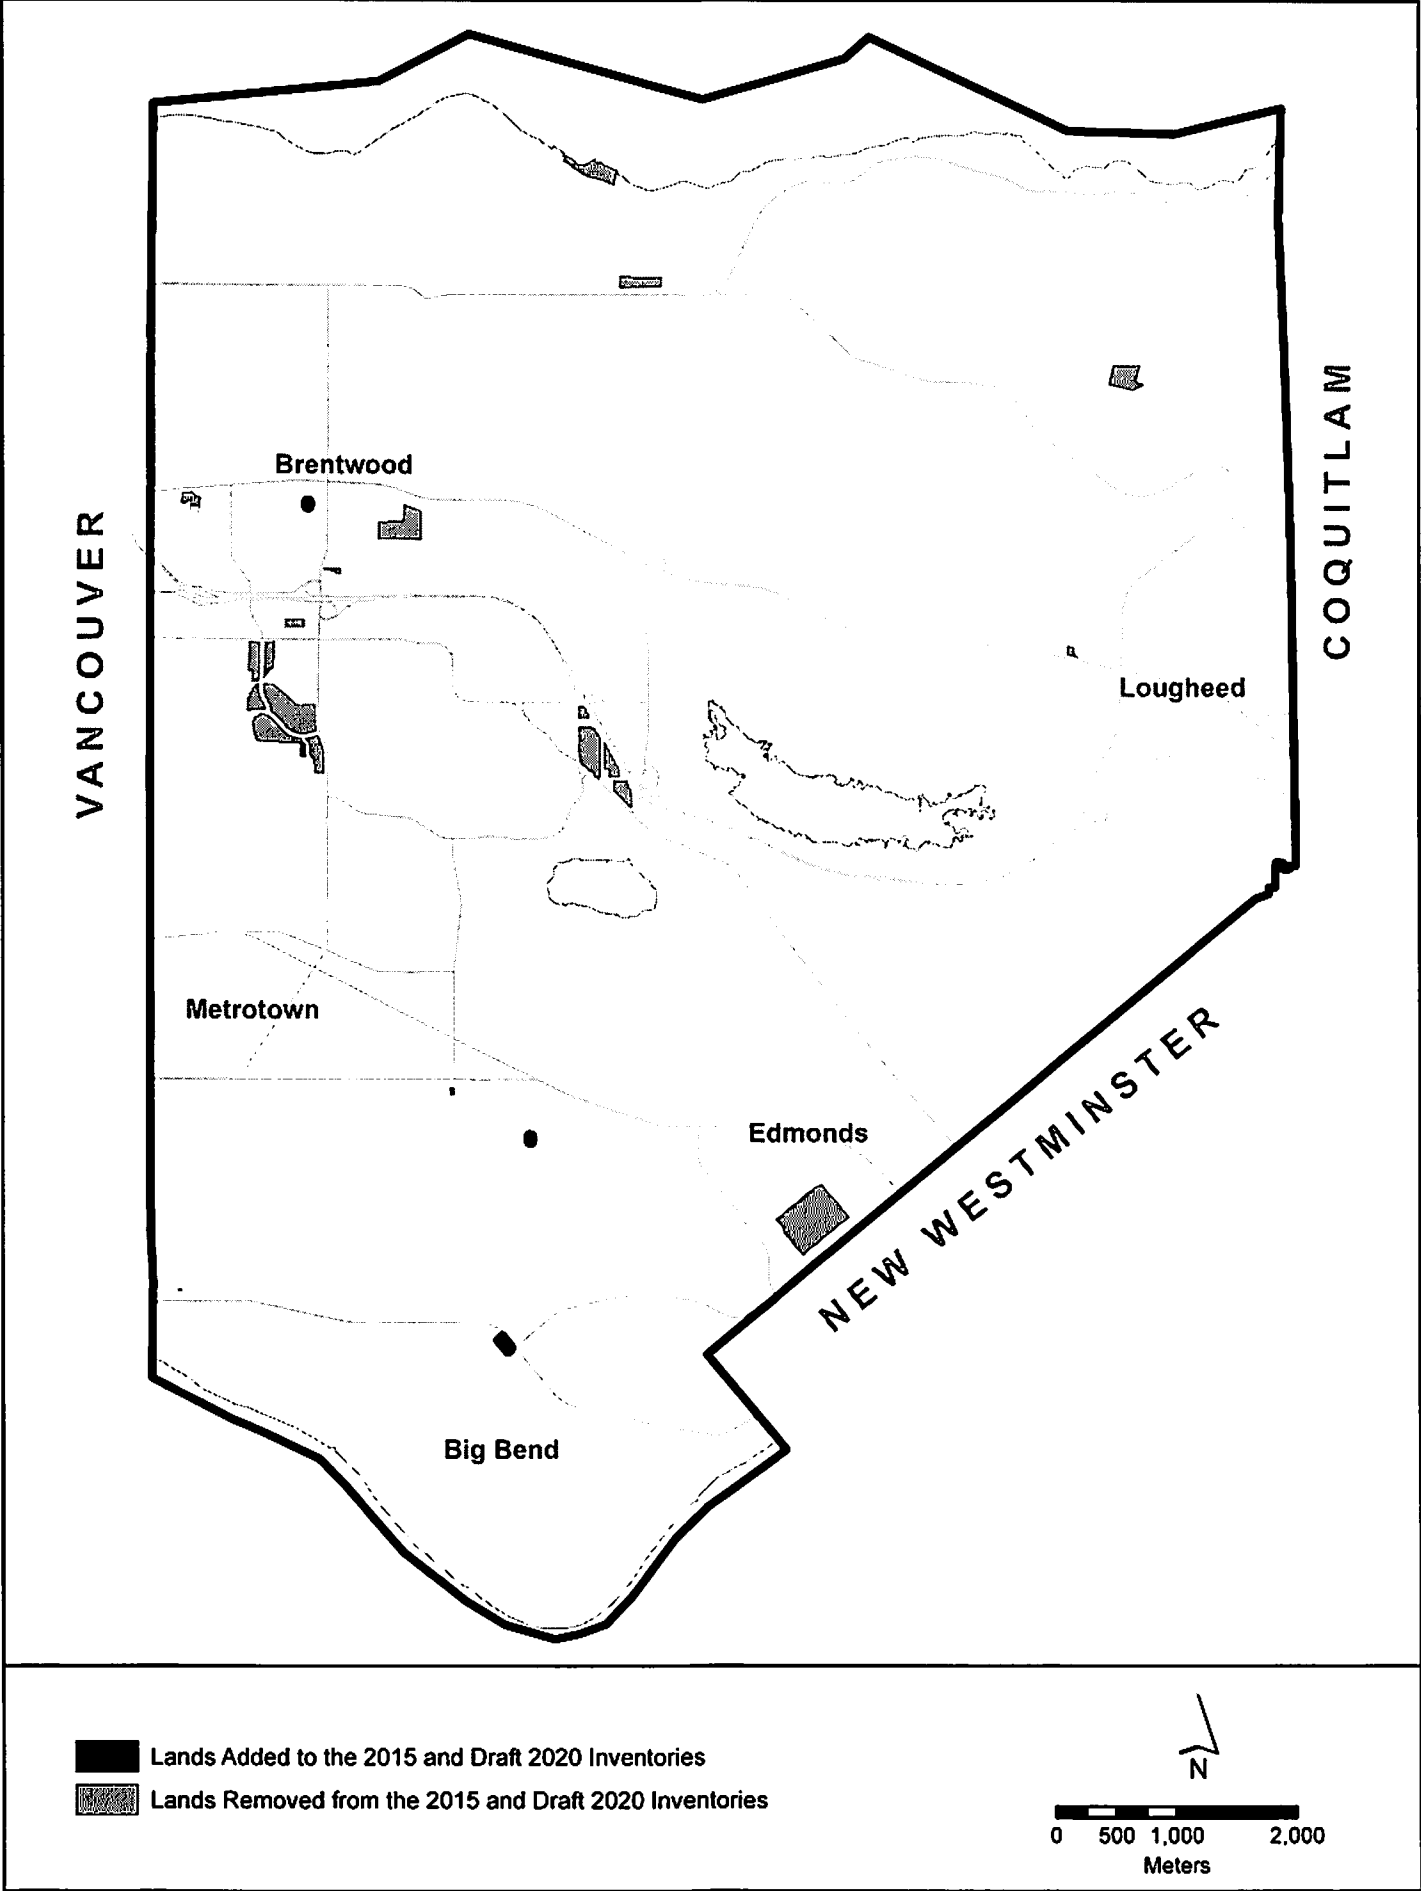 Brentwood
COQUITLAM
VANCOUVER
Lougheed
Metrotown
Edmonds
NEW WESTMINSTER
Big Bend
Lands Added to the 2015 and Draft 2020 Inventories
Lands Removed from the 2015 and Draft 2020 Inventories
N
0 500 1,000 2,000
Meters